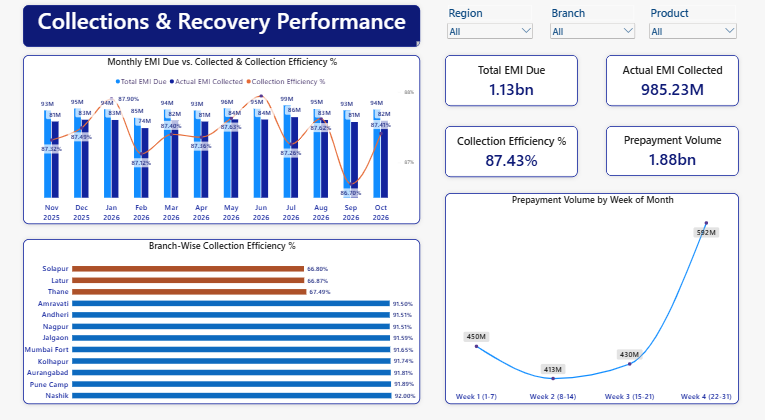 Collections & Recovery Performance
Region
Branch
Product
All
All
All
Monthly EMI Due vs. Collected & Collection Efficiency %
Total EMI Due Actual EMI Collected Collection Efficiency %
93M 95M 94M 85M 94M 93M 96M 95M 99M 95M 93M 94M
81M 83M 83M 74M 82M 81M 84M 84M 86M 83M 81M 82M
87.32% 87.45% 87.90% 87.12% 87.40% 87.36% 87.63% 87.26% 87.62% 86.70% 87.41%
88%
87%
Nov Dec Jan Feb Mar Apr May Jun Jul Aug Sep Oct
2025 2025 2026 2026 2026 2026 2026 2026 2026 2026 2026 2026
Total EMI Due
1.13bn
Actual EMI Collected
985.23M
Collection Efficiency %
87.43%
Prepayment Volume
1.88bn
Branch-Wise Collection Efficiency %
Solapur 66.80%
Latur 66.87%
Thane 67.49%
Amravati 91.50%
Andheri 91.51%
Nagpur 91.51%
Jalgaon 91.59%
Mumbai Fort 91.65%
Kolhapur 91.74%
Aurangabad 91.81%
Pune Camp 91.89%
Nashik 92.00%
Prepayment Volume by Week of Month
450M
413M
430M
592M
Week 1 (1-7) Week 2 (8-14) Week 3 (15-21) Week 4 (22-31)